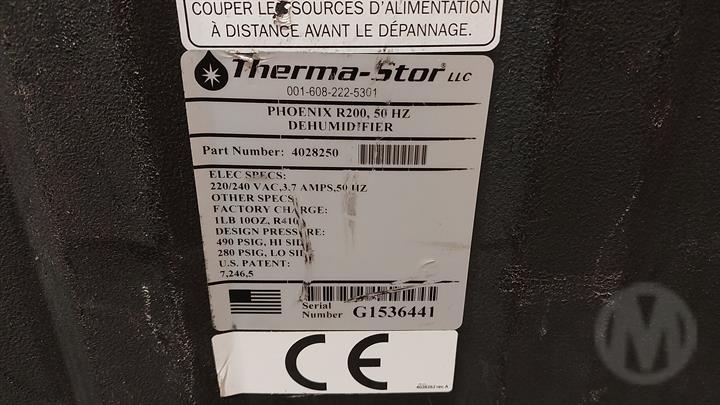 COUPER LES SOURCES D'ALIMENTATION
À DISTANCE AVANT LE DÉPANNAGE.
Therma-Stor LLC
001-608-222-5301
PHOENIX R200, 50 HZ
DEHUMIDIFIER
Part Number: 4028250
ELEC SPECS:
220/240 VAC,3.7 AMPS,50 HZ
OTHER SPECS
FACTORY CHARGE:
1LB 10OZ, R410
DESIGN PRESSURE:
490 PSIG, HI SID
280 PSIG, LO SI
U.S. PATENT:
7,246,5
Serial
Number G1536441
CE
4028282 rev A
M